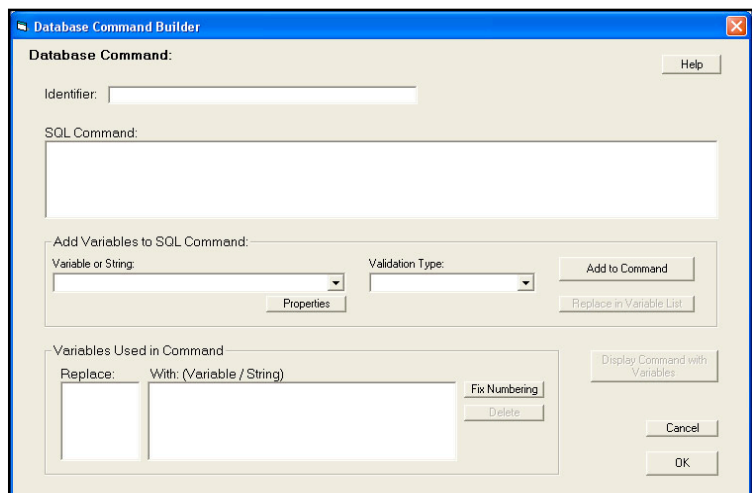 Database Command Builder
Database Command:
Help
Identifier:
SQL Command:
Add Variables to SQL Command:
Variable or String:
Validation Type:
Add to Command
Properties
Replace in Variable List
Variables Used in Command
Replace:
With: (Variable / String)
Fix Numbering
Delete
Display Command with
Variables
Cancel
OK